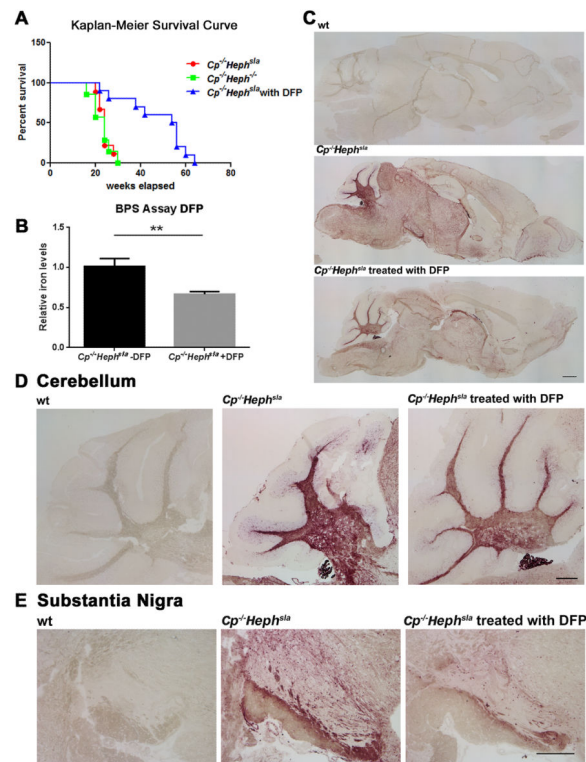 A
Kaplan-Meier Survival Curve
Percent survival
150
100
50
0
0 20 40 60 80
weeks elapsed
Cp-/-Hephsla
Cp-/-Heph-/-
Cp-/-Hephsla with DFP
B
BPS Assay DFP
**
Relative iron levels
1.5
1.0
0.5
0.0
Cp-/-Hephsla -DFP Cp-/-Hephsla +DFP
C
wt
Cp-/-Hephsla
Cp-/-Hephsla treated with DFP
D Cerebellum
wt Cp-/-Hephsla Cp-/-Hephsla treated with DFP
E Substantia Nigra
wt Cp-/-Hephsla Cp-/-Hephsla treated with DFP